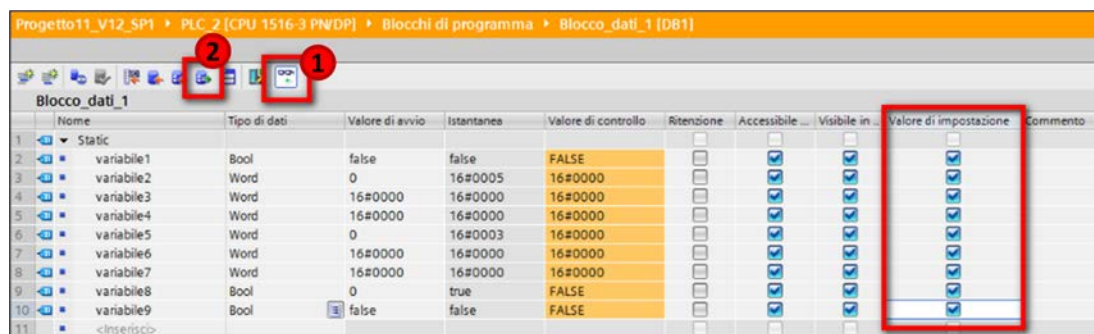 Progetto11_V12_SP1 ▸ PLC_2 [CPU 1516-3 PN/DP] ▸ Blocchi di programma ▸ Blocco_dati_1 [DB1]
2
1
Blocco_dati_1
Nome Tipo di dati Valore di avvio Istantanea Valore di controllo Ritenzione Accessibile ... Visibile in ... Valore di impostazione Commento
1 Static
2 variabile1 Bool false false FALSE
3 variabile2 Word 0 16#0005 16#0000
4 variabile3 Word 16#0000 16#0000 16#0000
5 variabile4 Word 16#0000 16#0000 16#0000
6 variabile5 Word 0 16#0003 16#0000
7 variabile6 Word 16#0000 16#0000 16#0000
8 variabile7 Word 16#0000 16#0000 16#0000
9 variabile8 Bool 0 true FALSE
10 variabile9 Bool false false FALSE
11 <Inserisci>